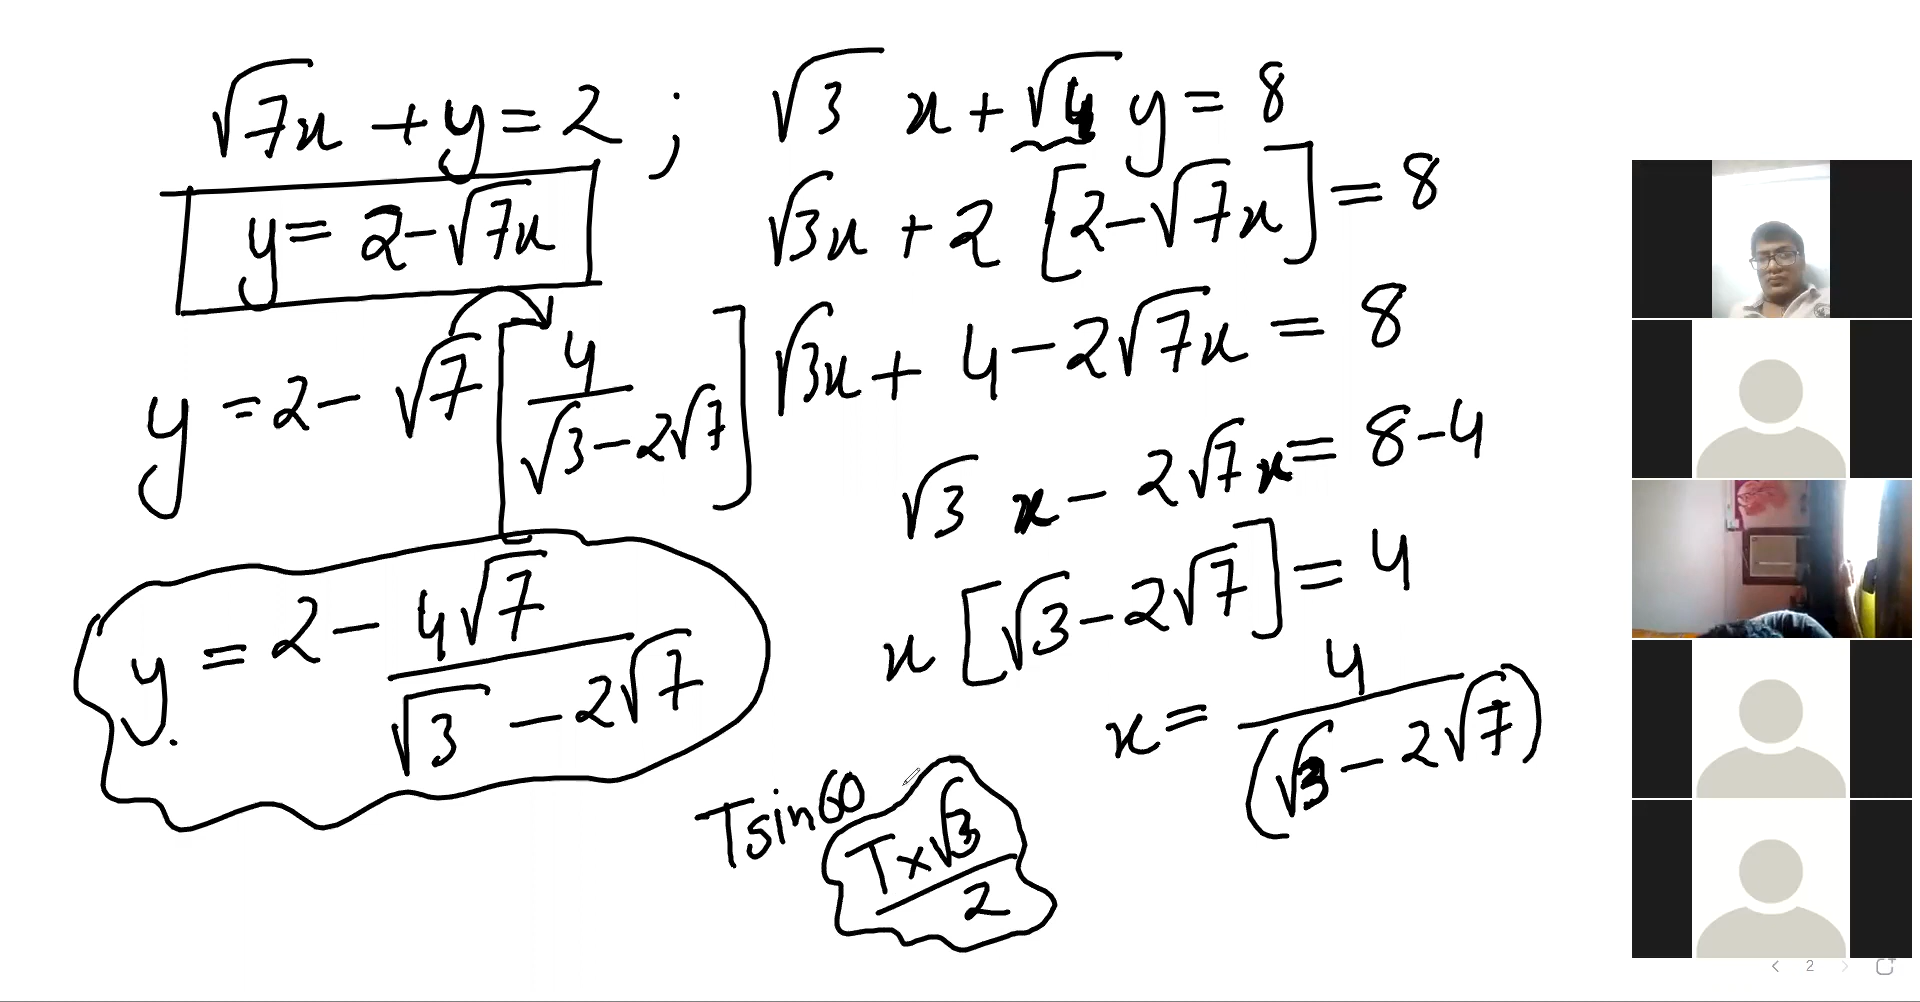 √7x + y = 2 ; √3 x + √4 y = 8
y = 2 - √7x
√3x + 2 [2 - √7x] = 8
y = 2 - √7 [4 / √3 - 2√7]
√3x + 4 - 2√7x = 8
√3 x - 2√7x = 8 - 4
x [√3 - 2√7] = 4
y = 2 - 4√7 / √3 - 2√7
x = 4 / (√3 - 2√7)
Tsin60
T × √3 / 2
2